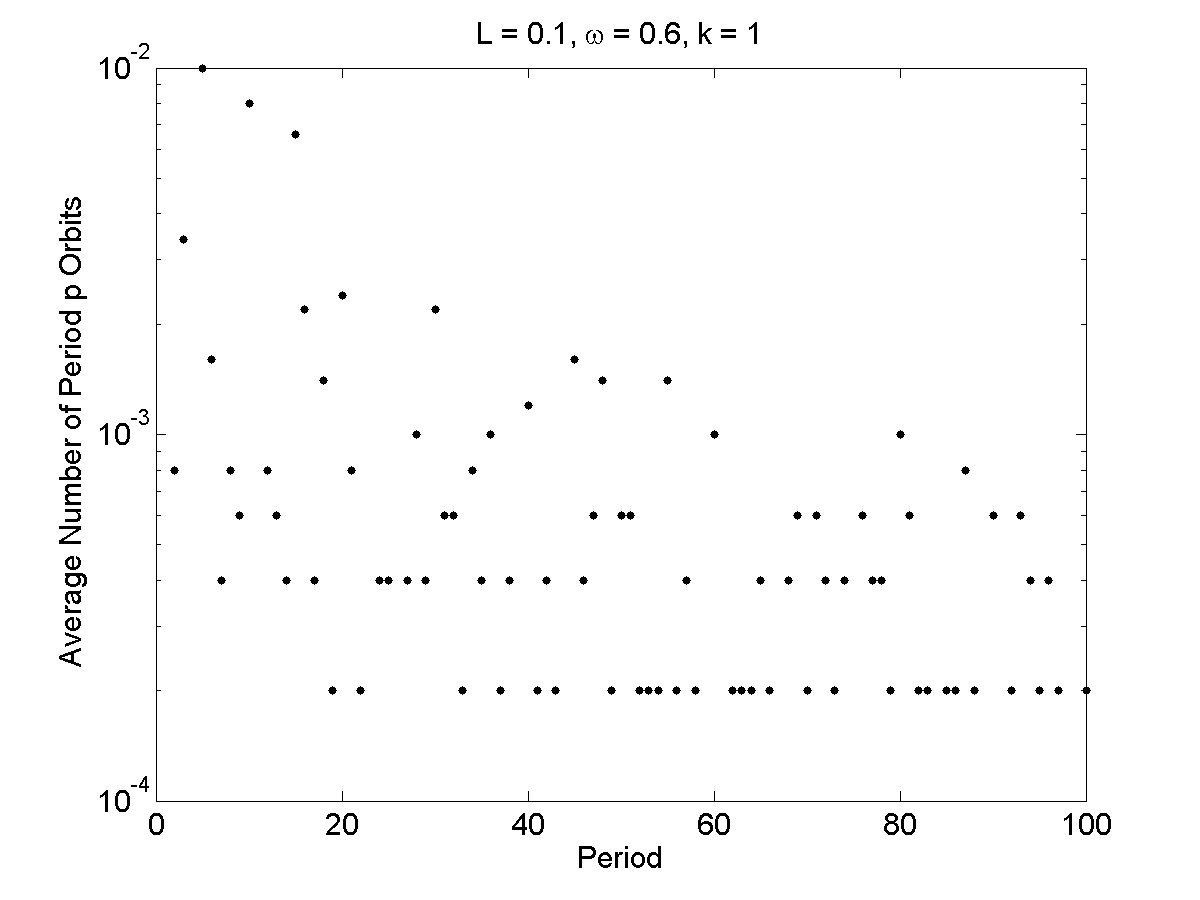 L = 0.1, ω = 0.6, k = 1
10^-2
10^-3
10^-4
Average Number of Period p Orbits
0 20 40 60 80 100
Period